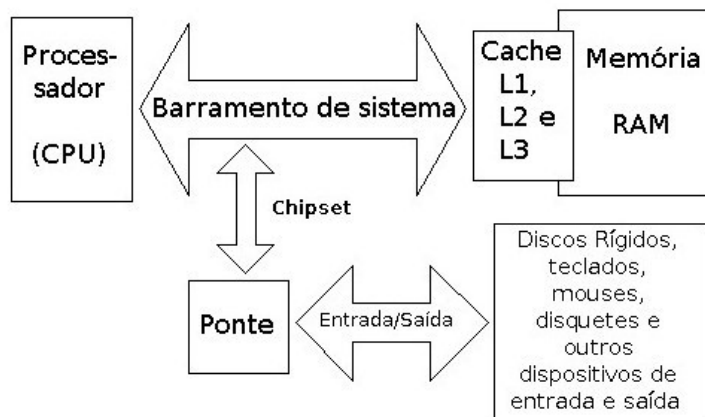 Proces-
sador
(CPU)
Barramento de sistema
Cache
L1,
L2 e
L3
Memória
RAM
Chipset
Ponte
Entrada/Saída
Discos Rígidos,
teclados,
mouses,
disquetes e
outros
dispositivos de
entrada e saída